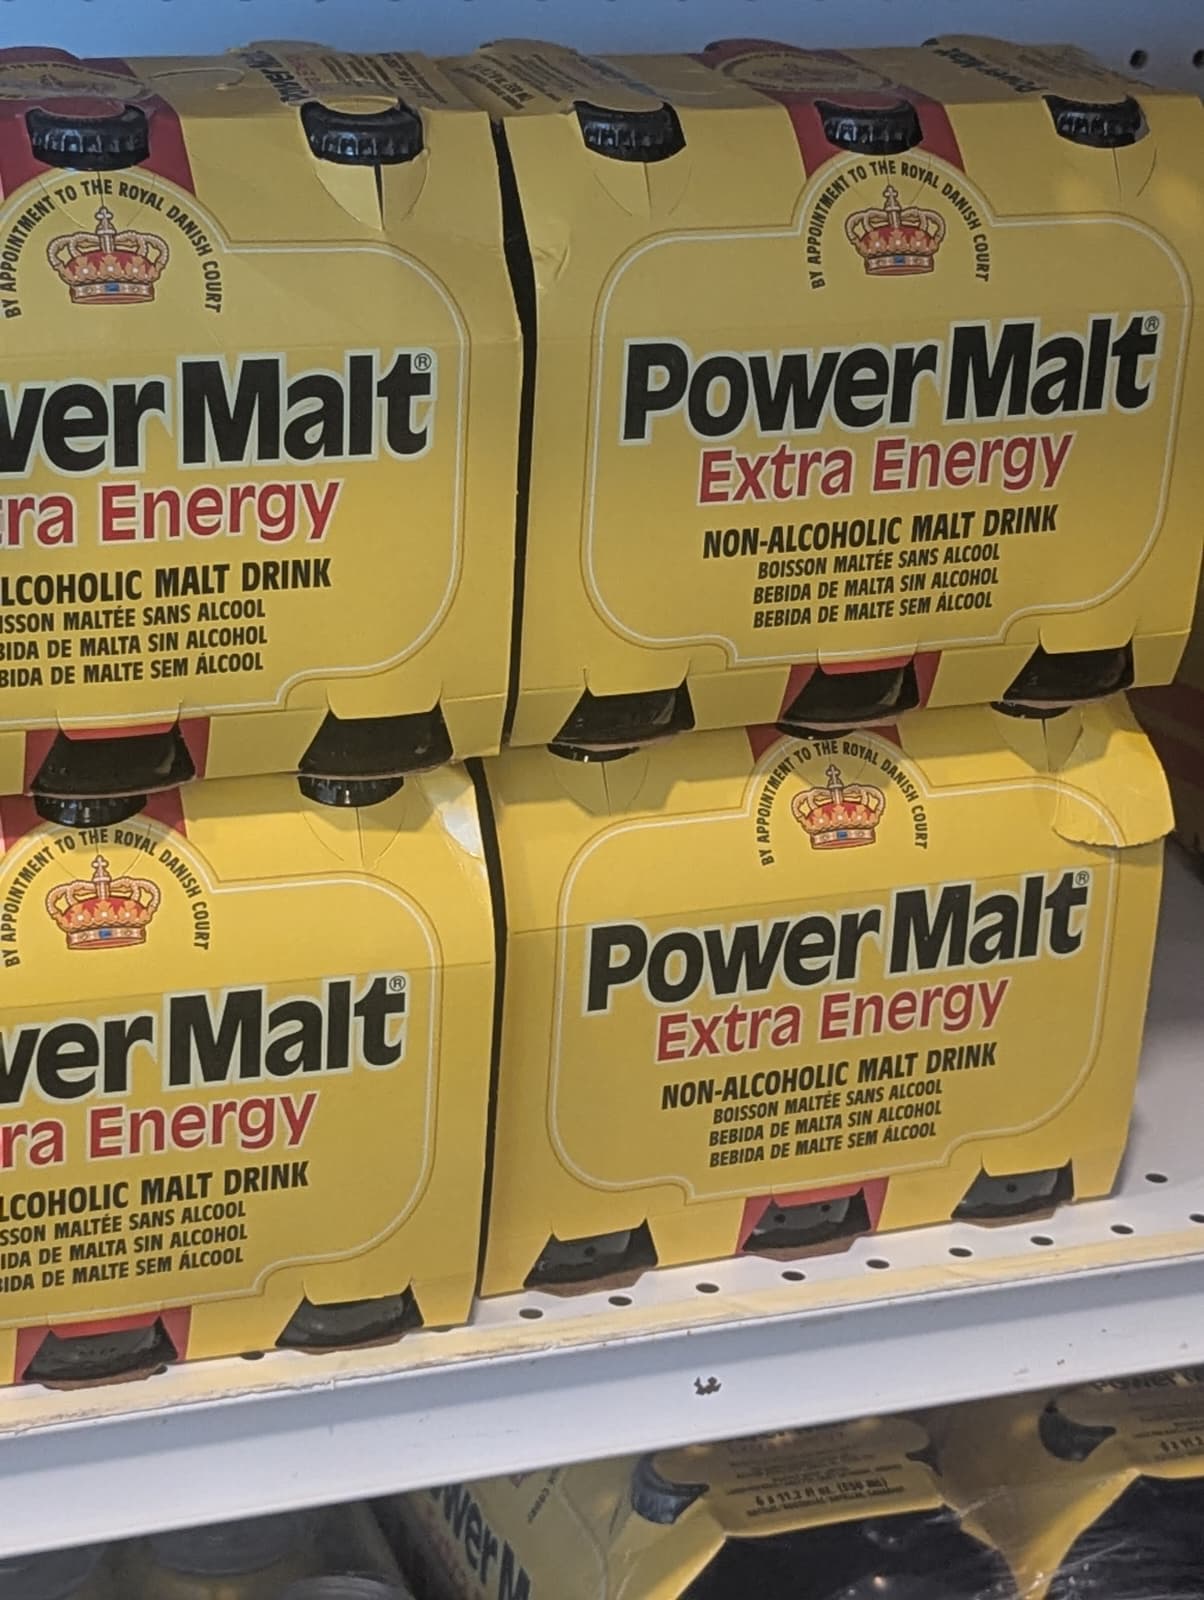 BY APPOINTMENT TO THE ROYAL DANISH COURT
wer Malt®
tra Energy
ALCOHOLIC MALT DRINK
ISSON MALTÉE SANS ALCOOL
BIDA DE MALTA SIN ALCOHOL
BIDA DE MALTE SEM ÁLCOOL
BY APPOINTMENT TO THE ROYAL DANISH COURT
Power Malt®
Extra Energy
NON-ALCOHOLIC MALT DRINK
BOISSON MALTÉE SANS ALCOOL
BEBIDA DE MALTA SIN ALCOHOL
BEBIDA DE MALTE SEM ÁLCOOL
BY APPOINTMENT TO THE ROYAL DANISH COURT
wer Malt®
ra Energy
LCOHOLIC MALT DRINK
SSON MALTÉE SANS ALCOOL
IDA DE MALTA SIN ALCOHOL
BIDA DE MALTE SEM ÁLCOOL
BY APPOINTMENT TO THE ROYAL DANISH COURT
Power Malt®
Extra Energy
NON-ALCOHOLIC MALT DRINK
BOISSON MALTÉE SANS ALCOOL
BEBIDA DE MALTA SIN ALCOHOL
BEBIDA DE MALTE SEM ÁLCOOL